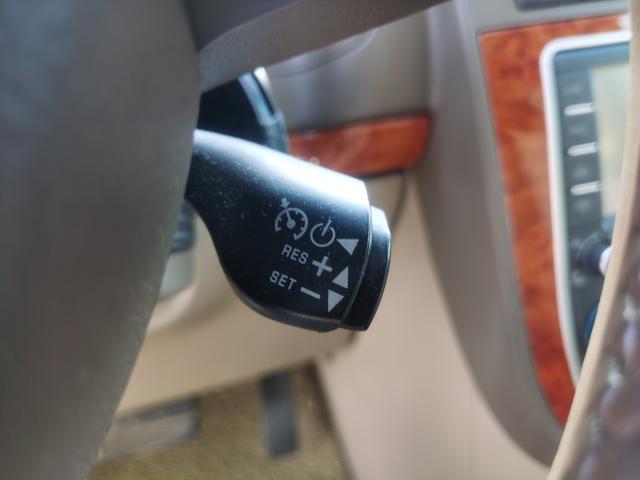 RES +
SET −